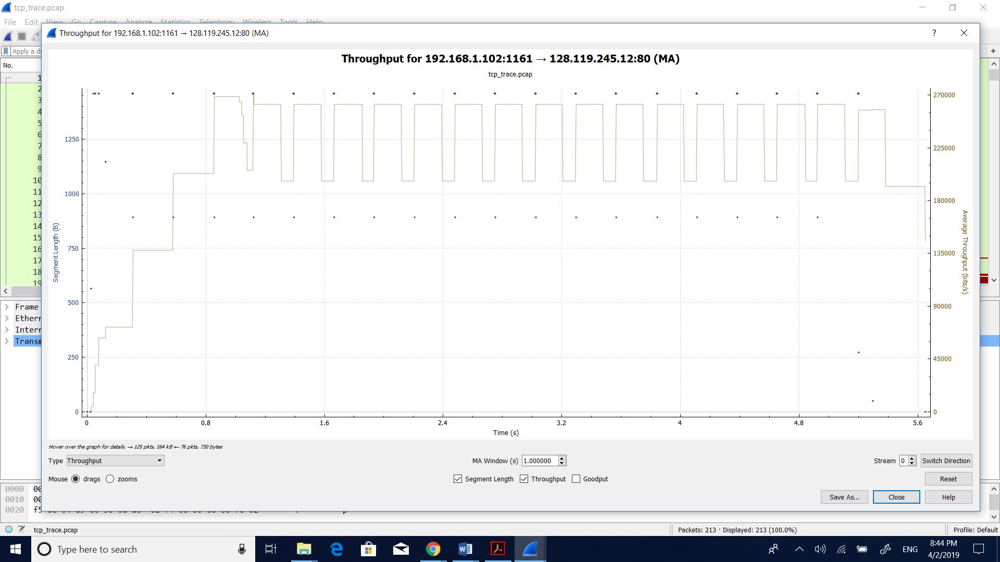 tcp_trace.pcap
File Edit View Go Capture Analyze Statistics Telephony Wireless Tools Help
Throughput for 192.168.1.102:1161 → 128.119.245.12:80 (MA)
?
Apply a di
+
No.
Throughput for 192.168.1.102:1161 → 128.119.245.12:80 (MA)
tcp_trace.pcap
1
2
3
4
5
6
7
8
9
10
11
12
13
14
15
16
17
18
19
Segment Length (B)
1250
1000
750
500
250
0
270000
225000
180000
135000
90000
45000
0
Average Throughput (bits/s)
0 0.8 1.6 2.4 3.2 4 4.8 5.6
Time (s)
Frame
Ethern
Intern
Transm
Hover over the graph for details. → 125 pkts, 164 kB ← 76 pkts, 730 bytes
Type Throughput MA Window (s) 1.000000 Stream 0 Switch Direction
Mouse drags zooms Segment Length Throughput Goodput Reset
Save As... Close Help
0000 00
0010 00
0020 f5
tcp_trace.pcap Packets: 213 · Displayed: 213 (100.0%) Profile: Default
Type here to search
ENG
8:44 PM
4/2/2019